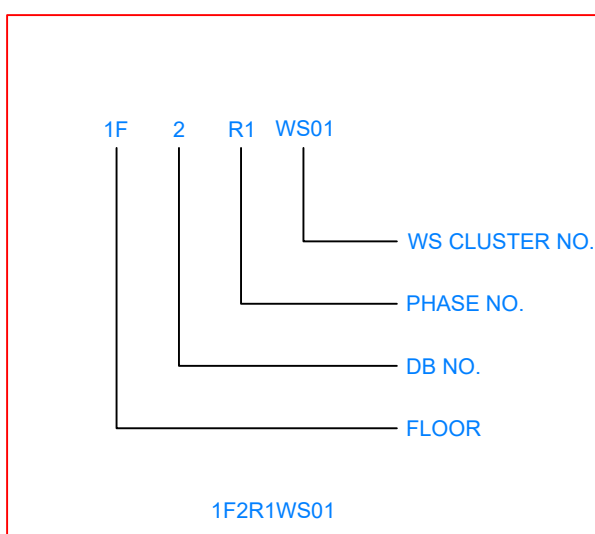 1F 2 R1 WS01
WS CLUSTER NO.
PHASE NO.
DB NO.
FLOOR
1F2R1WS01